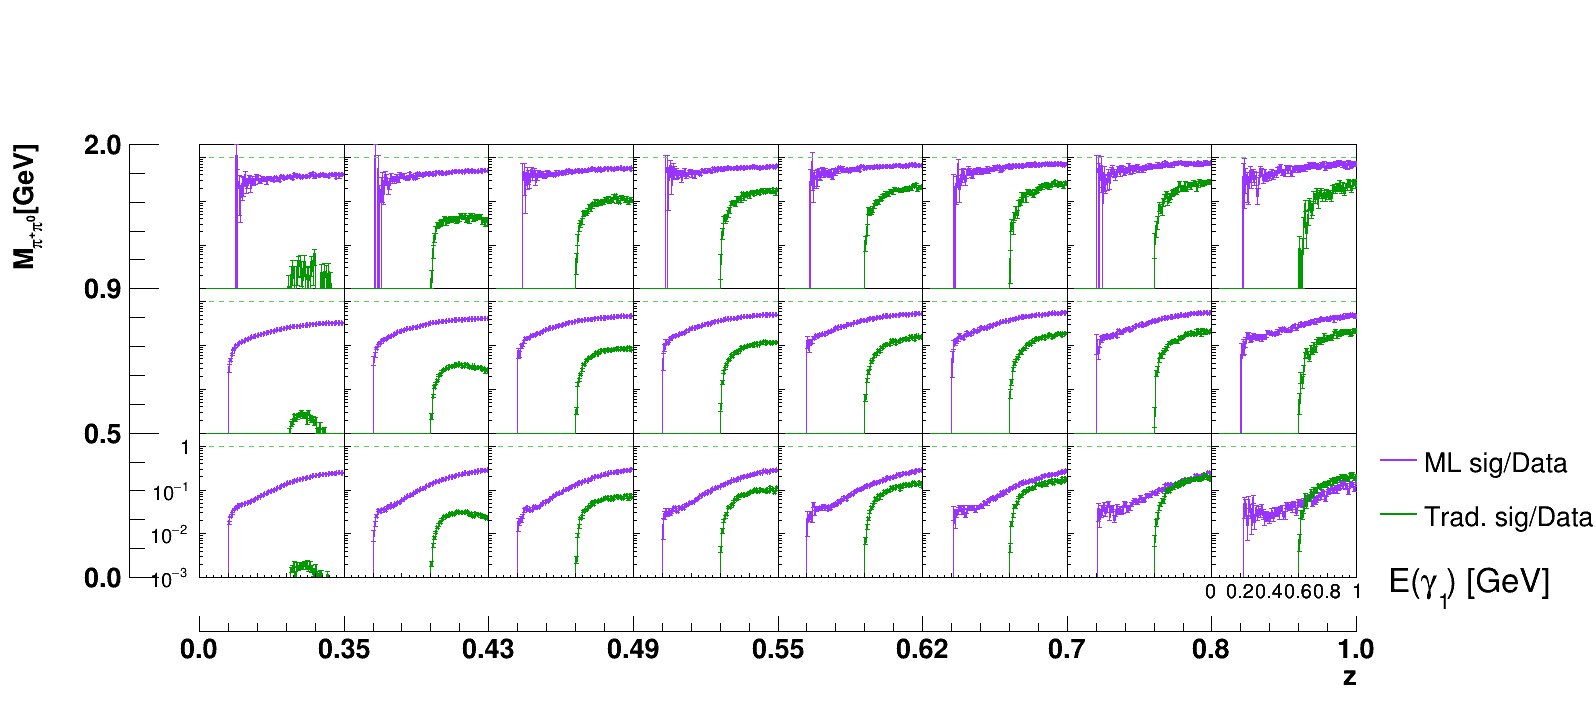 M_{π⁺π⁰}[GeV]
2.0
0.9
0.5
0.0
1
10⁻¹
10⁻²
10⁻³
0 0.20.40.60.8 1
E(γ₁) [GeV]
ML sig/Data
Trad. sig/Data
0.0 0.35 0.43 0.49 0.55 0.62 0.7 0.8 1.0
z